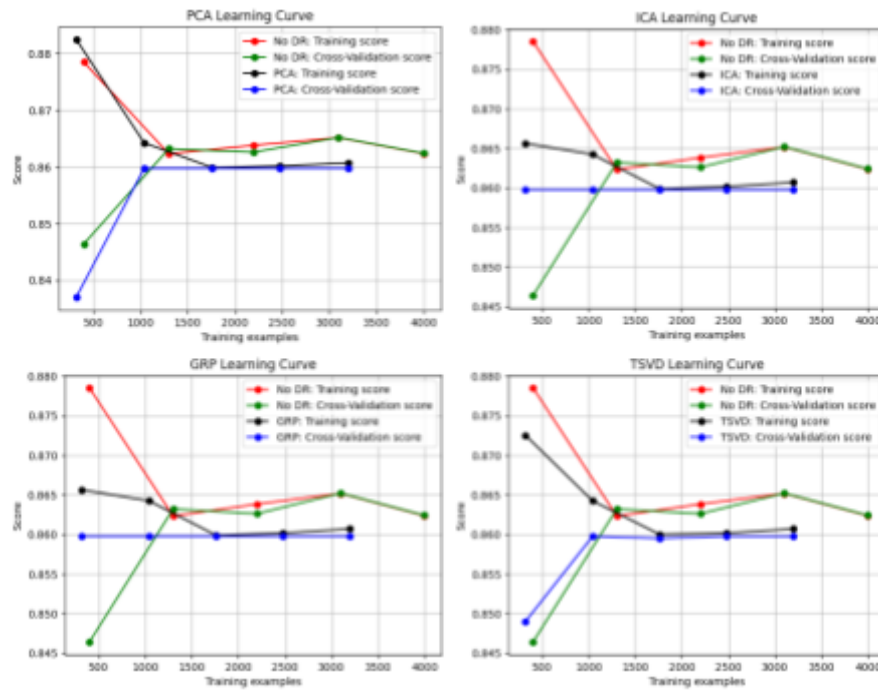 PCA Learning Curve
0.88
0.87
0.86
0.85
0.84
Score
No DR: Training score
No DR: Cross-Validation score
PCA: Training score
PCA: Cross-Validation score
500 1000 1500 2000 2500 3000 3500 4000
Training examples
ICA Learning Curve
0.880
0.875
0.870
0.865
0.860
0.855
0.850
0.845
Score
No DR: Training score
No DR: Cross-Validation score
ICA: Training score
ICA: Cross-Validation score
500 1000 1500 2000 2500 3000 3500 4000
Training examples
GRP Learning Curve
0.880
0.875
0.870
0.865
0.860
0.855
0.850
0.845
Score
No DR: Training score
No DR: Cross-Validation score
GRP: Training score
GRP: Cross-Validation score
500 1000 1500 2000 2500 3000 3500 4000
Training examples
TSVD Learning Curve
0.880
0.875
0.870
0.865
0.860
0.855
0.850
0.845
Score
No DR: Training score
No DR: Cross-Validation score
TSVD: Training score
TSVD: Cross-Validation score
500 1000 1500 2000 2500 3000 3500 4000
Training examples